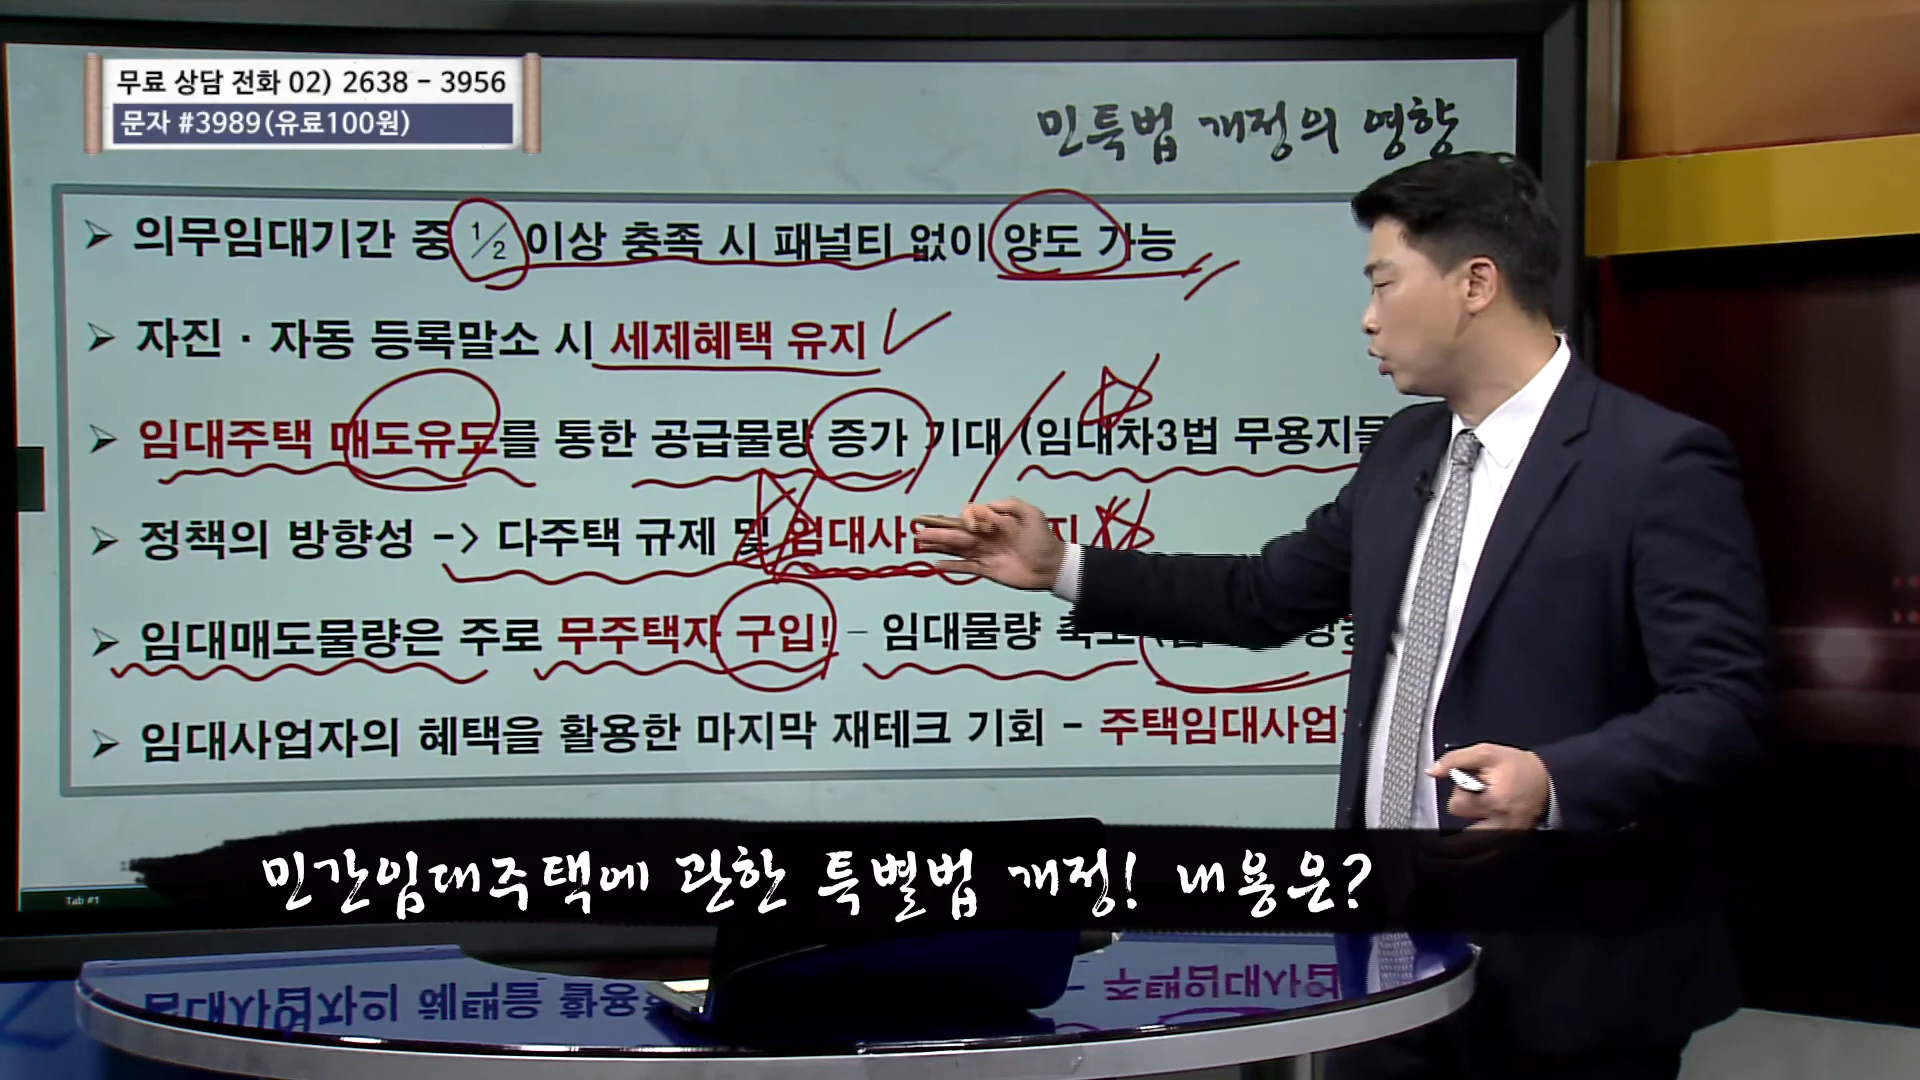 무료 상담 전화 02) 2638 - 3956
문자 #3989(유료100원)
민특법 개정의 영향
➢ 의무임대기간 중 ½ 이상 충족 시 패널티 없이 양도 가능
➢ 자진 · 자동 등록말소 시 세제혜택 유지
➢ 임대주택 매도유도를 통한 공급물량 증가 기대 (임대차3법 무용지물
➢ 정책의 방향성 -> 다주택 규제 및
➢ 임대매도물량은 주로 무주택자 구입! – 임대물량
➢ 임대사업자의 혜택을 활용한 마지막 재테크 기회 - 주택임대사업
민간임대주택에 관한 특별법 개정! 내용은?
Tab #1